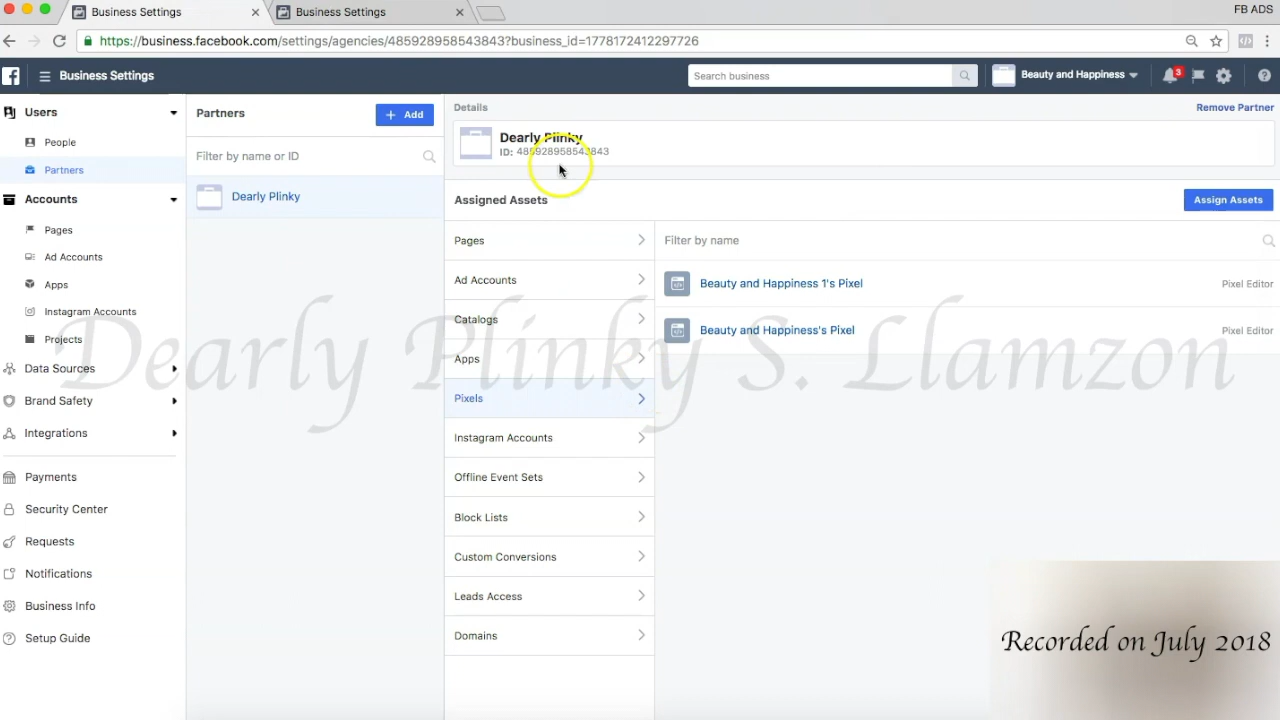 Business Settings
Business Settings
FB ADS
https://business.facebook.com/settings/agencies/485928958543843?business_id=1778172412297726
Business Settings
Search business
Beauty and Happiness
3
Users
People
Partners
Accounts
Pages
Ad Accounts
Apps
Instagram Accounts
Projects
Data Sources
Brand Safety
Integrations
Payments
Security Center
Requests
Notifications
Business Info
Setup Guide
Partners
+ Add
Filter by name or ID
Dearly Plinky
Details
Remove Partner
Dearly Plinky
ID: 485928958543843
Assigned Assets
Assign Assets
Pages
Ad Accounts
Catalogs
Apps
Pixels
Instagram Accounts
Offline Event Sets
Block Lists
Custom Conversions
Leads Access
Domains
Filter by name
Beauty and Happiness 1's Pixel
Pixel Editor
Beauty and Happiness's Pixel
Pixel Editor
Dearly Plinky S. Llamzon
Recorded on July 2018